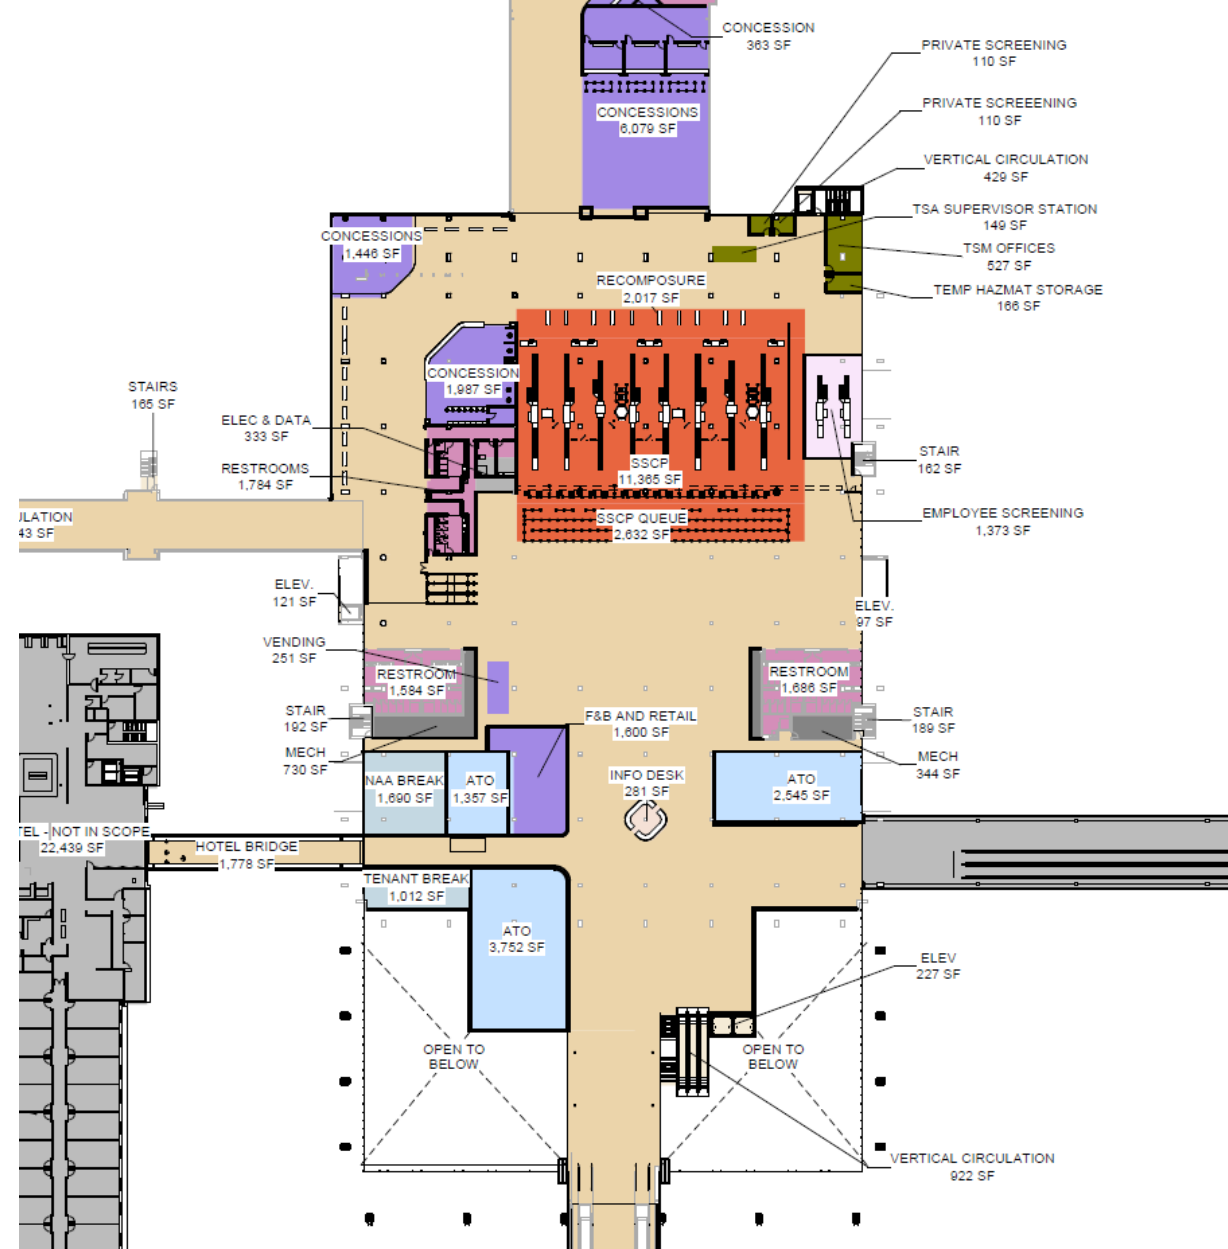 CONCESSION
363 SF
PRIVATE SCREENING
110 SF
CONCESSIONS
6,079 SF
PRIVATE SCREEENING
110 SF
VERTICAL CIRCULATION
429 SF
TSA SUPERVISOR STATION
149 SF
CONCESSIONS
1,446 SF
TSM OFFICES
527 SF
RECOMPOSURE
2,017 SF
TEMP HAZMAT STORAGE
166 SF
CONCESSION
1,987 SF
STAIRS
165 SF
ELEC & DATA
333 SF
STAIR
162 SF
RESTROOMS
1,784 SF
SSCP
11,365 SF
ULATION
43 SF
SSCP QUEUE
2,632 SF
EMPLOYEE SCREENING
1,373 SF
ELEV.
121 SF
ELEV.
97 SF
VENDING
251 SF
RESTROOM
1,584 SF
RESTROOM
1,686 SF
STAIR
192 SF
F&B AND RETAIL
1,600 SF
STAIR
189 SF
MECH
730 SF
MECH
344 SF
NAA BREAK
1,690 SF
ATO
1,357 SF
INFO DESK
281 SF
ATO
2,545 SF
TEL - NOT IN SCOPE
22,439 SF
HOTEL BRIDGE
1,778 SF
TENANT BREAK
1,012 SF
ATO
3,752 SF
ELEV
227 SF
OPEN TO
BELOW
OPEN TO
BELOW
VERTICAL CIRCULATION
922 SF